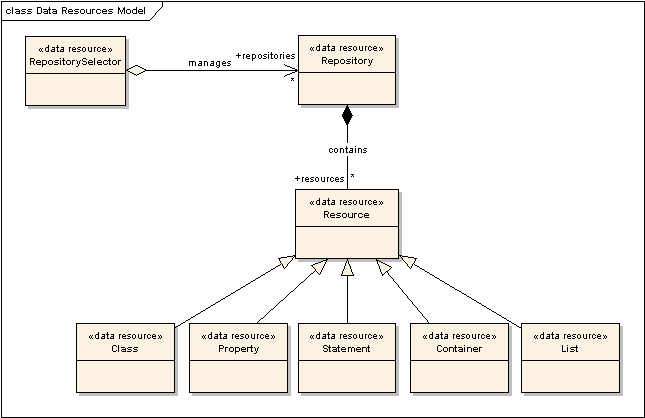 class Data Resources Model
«data resource»
RepositorySelector
manages
+repositories
*
«data resource»
Repository
contains
+resources
*
«data resource»
Resource
«data resource»
Class
«data resource»
Property
«data resource»
Statement
«data resource»
Container
«data resource»
List